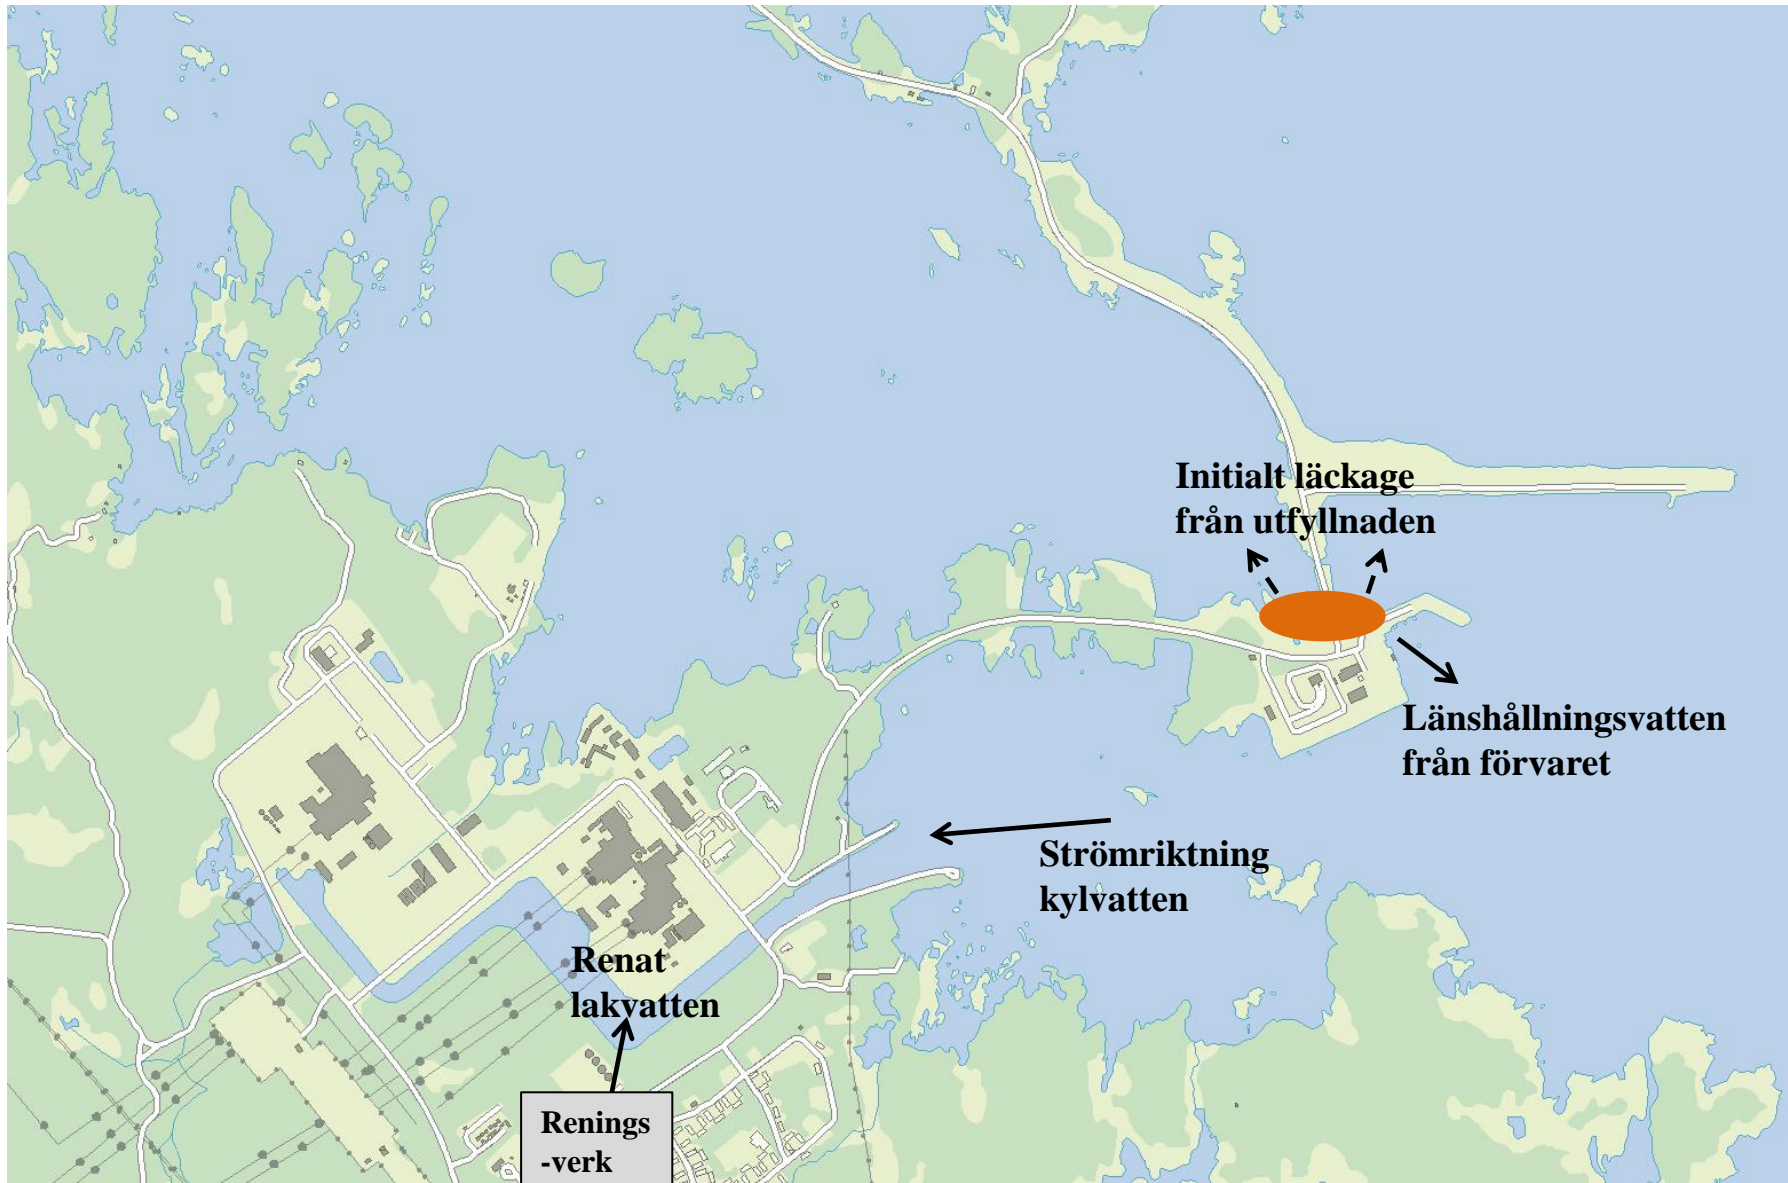 Initialt läckage
från utfyllnaden
Länshållningsvatten
från förvaret
Strömriktning
kylvatten
Renat
lakvatten
Renings
-verk